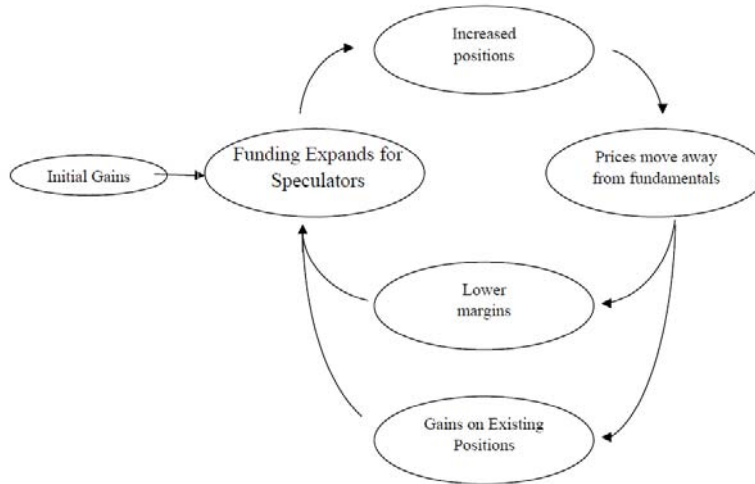 Increased
positions
Funding Expands for
Speculators
Initial Gains
Prices move away
from fundamentals
Lower
margins
Gains on Existing
Positions